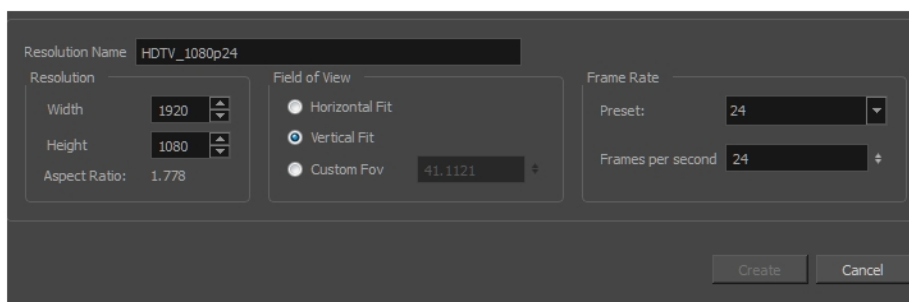 Resolution Name HDTV_1080p24
Resolution
Width 1920
Height 1080
Aspect Ratio: 1.778
Field of View
Horizontal Fit
Vertical Fit
Custom Fov 41.1121
Frame Rate
Preset: 24
Frames per second 24
Create Cancel